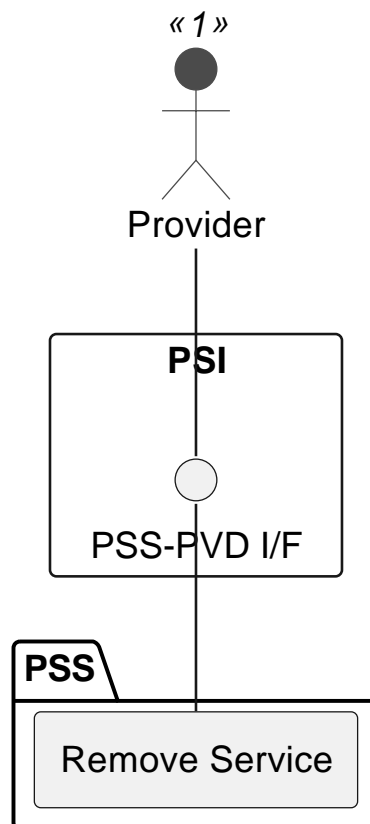 «1»
Provider
PSI
PSS-PVD I/F
PSS
Remove Service